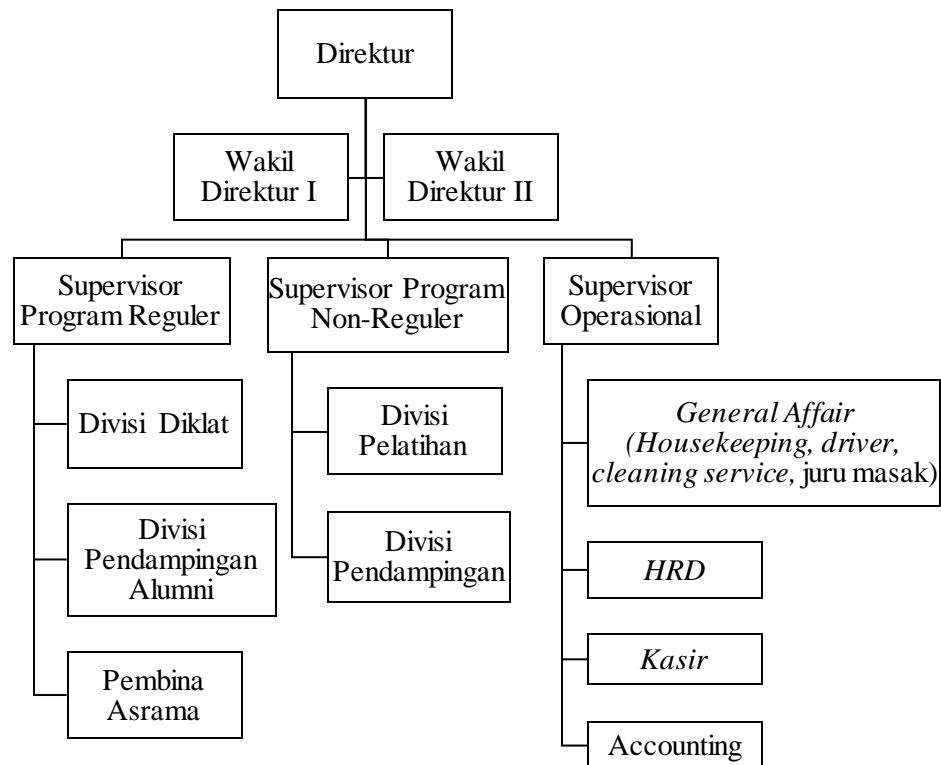 Direktur
Wakil
Direktur I
Wakil
Direktur II
Supervisor
Program Reguler
Supervisor Program
Non-Reguler
Supervisor
Operasional
Divisi Diklat
Divisi
Pendampingan
Alumni
Pembina
Asrama
Divisi
Pelatihan
Divisi
Pendampingan
General Affair
(Housekeeping, driver,
cleaning service, juru masak)
HRD
Kasir
Accounting